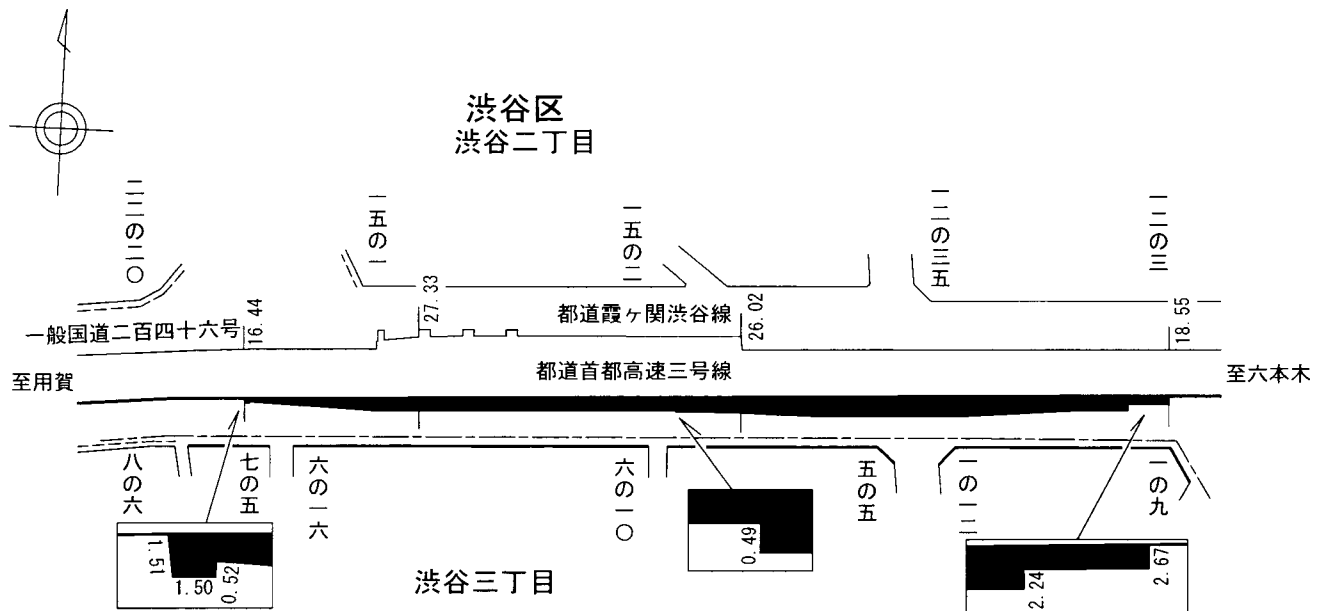 渋谷区
渋谷二丁目
二二の二〇
一五の一
一五の二
一二の三五
一二の三
27.33
都道霞ヶ関渋谷線
26.02
18.55
一般国道二百四十六号
16.44
至用賀
都道首都高速三号線
至六本木
八の六
七の五
六の一六
六の一〇
五の五
一の一二
一の九
1.51
1.50
0.52
0.49
2.24
2.67
渋谷三丁目